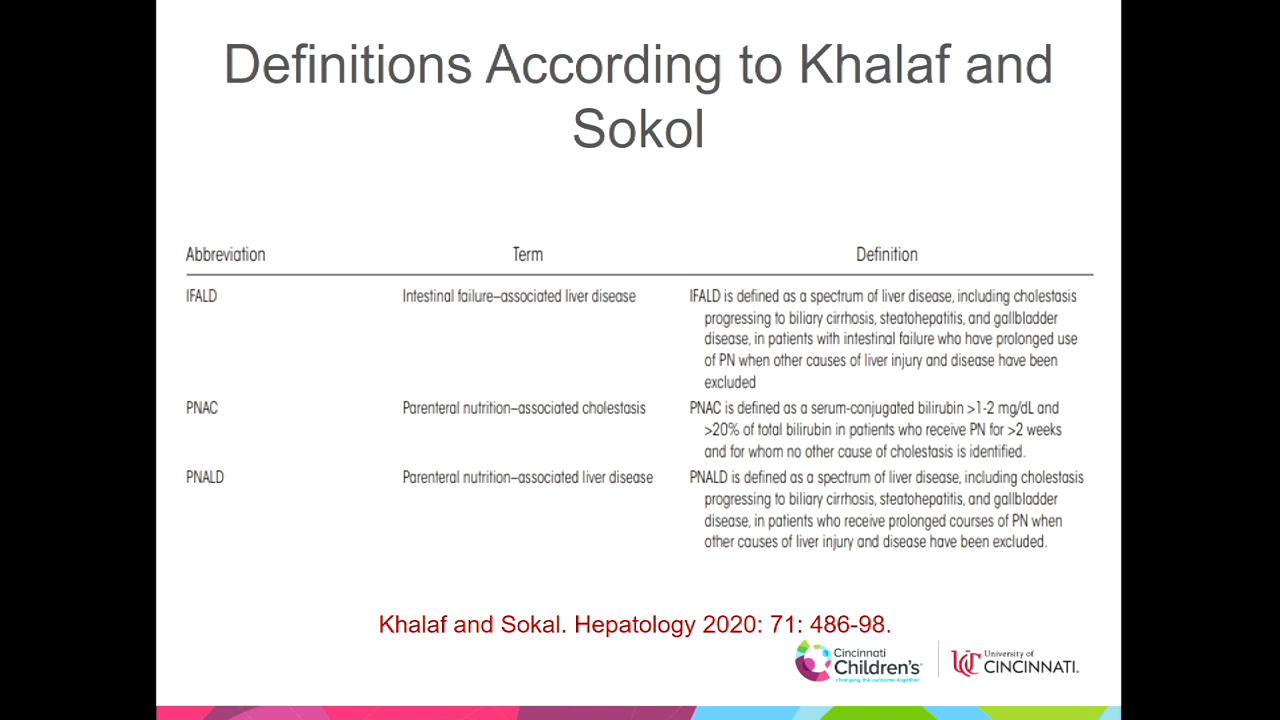 Definitions According to Khalaf and
Sokol
Abbreviation Term Definition
IFALD Intestinal failure–associated liver disease IFALD is defined as a spectrum of liver disease, including cholestasis
progressing to biliary cirrhosis, steatohepatitis, and gallbladder
disease, in patients with intestinal failure who have prolonged use
of PN when other causes of liver injury and disease have been
excluded
PNAC Parenteral nutrition–associated cholestasis PNAC is defined as a serum-conjugated bilirubin >1-2 mg/dL and
>20% of total bilirubin in patients who receive PN for >2 weeks
and for whom no other cause of cholestasis is identified.
PNALD Parenteral nutrition–associated liver disease PNALD is defined as a spectrum of liver disease, including cholestasis
progressing to biliary cirrhosis, steatohepatitis, and gallbladder
disease, in patients who receive prolonged courses of PN when
other causes of liver injury and disease have been excluded.
Khalaf and Sokal. Hepatology 2020: 71: 486-98.
Cincinnati
Children's
changing the outcome together
UC
University of
CINCINNATI